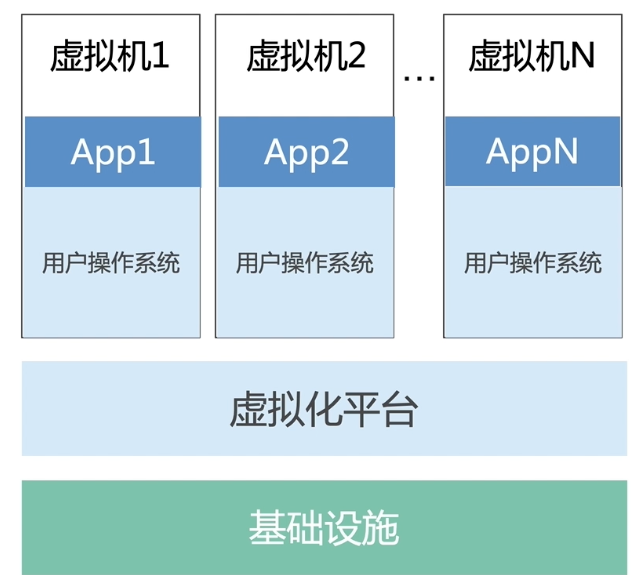 虚拟机1
虚拟机2
...
虚拟机N
App1
App2
AppN
用户操作系统
用户操作系统
用户操作系统
虚拟化平台
基础设施